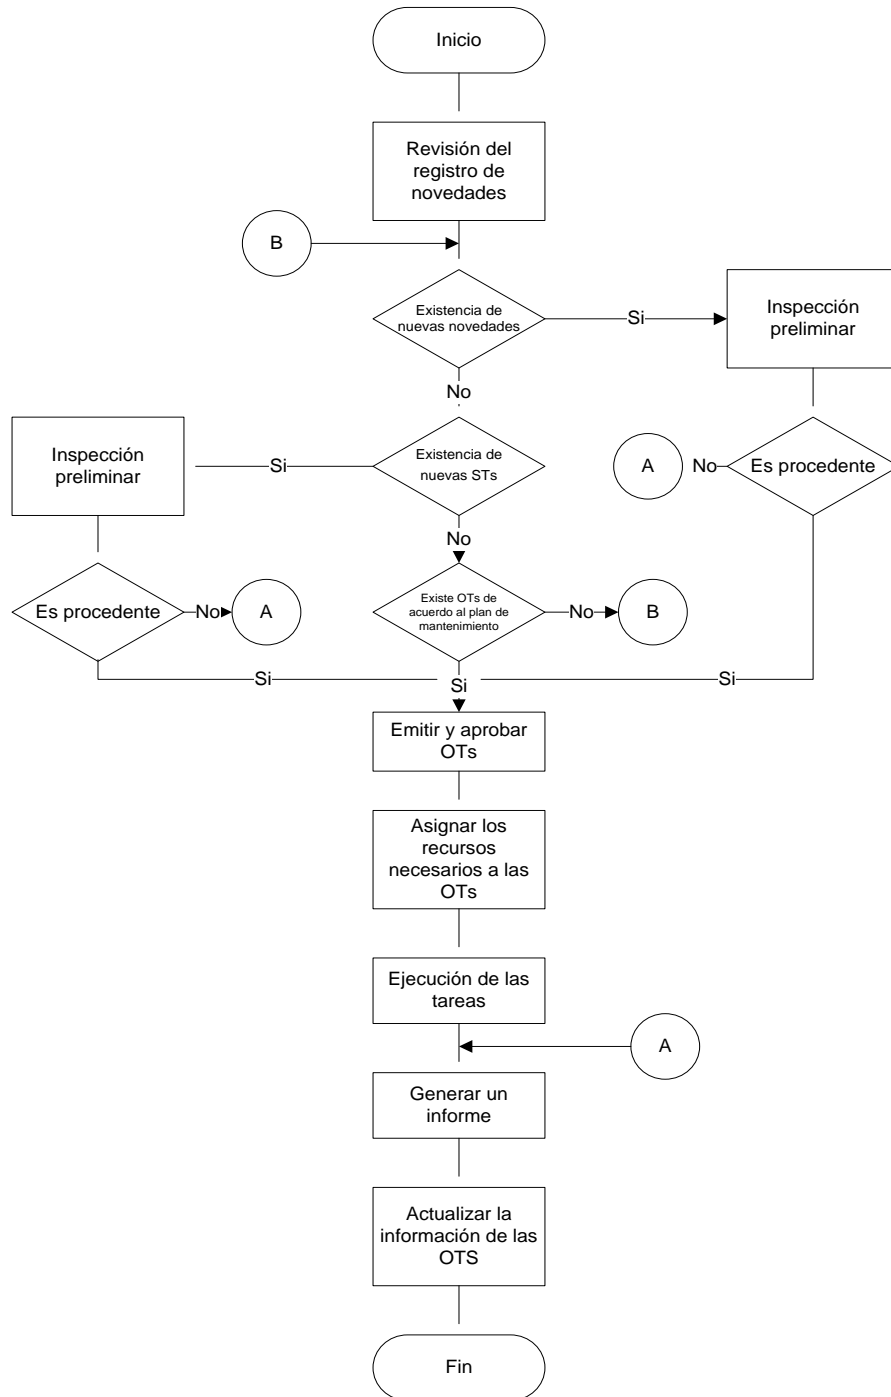 Inicio
Revisión del
registro de
novedades
B
Existencia de
nuevas novedades
Si
Inspección
preliminar
No
Inspección
preliminar
Si
Existencia de
nuevas STs
A
No
Es procedente
No
Es procedente
No
A
Existe OTs de
acuerdo al plan de
mantenimiento
No
B
Si
Si
Si
Emitir y aprobar
OTs
Asignar los
recursos
necesarios a las
OTs
Ejecución de las
tareas
A
Generar un
informe
Actualizar la
información de las
OTS
Fin